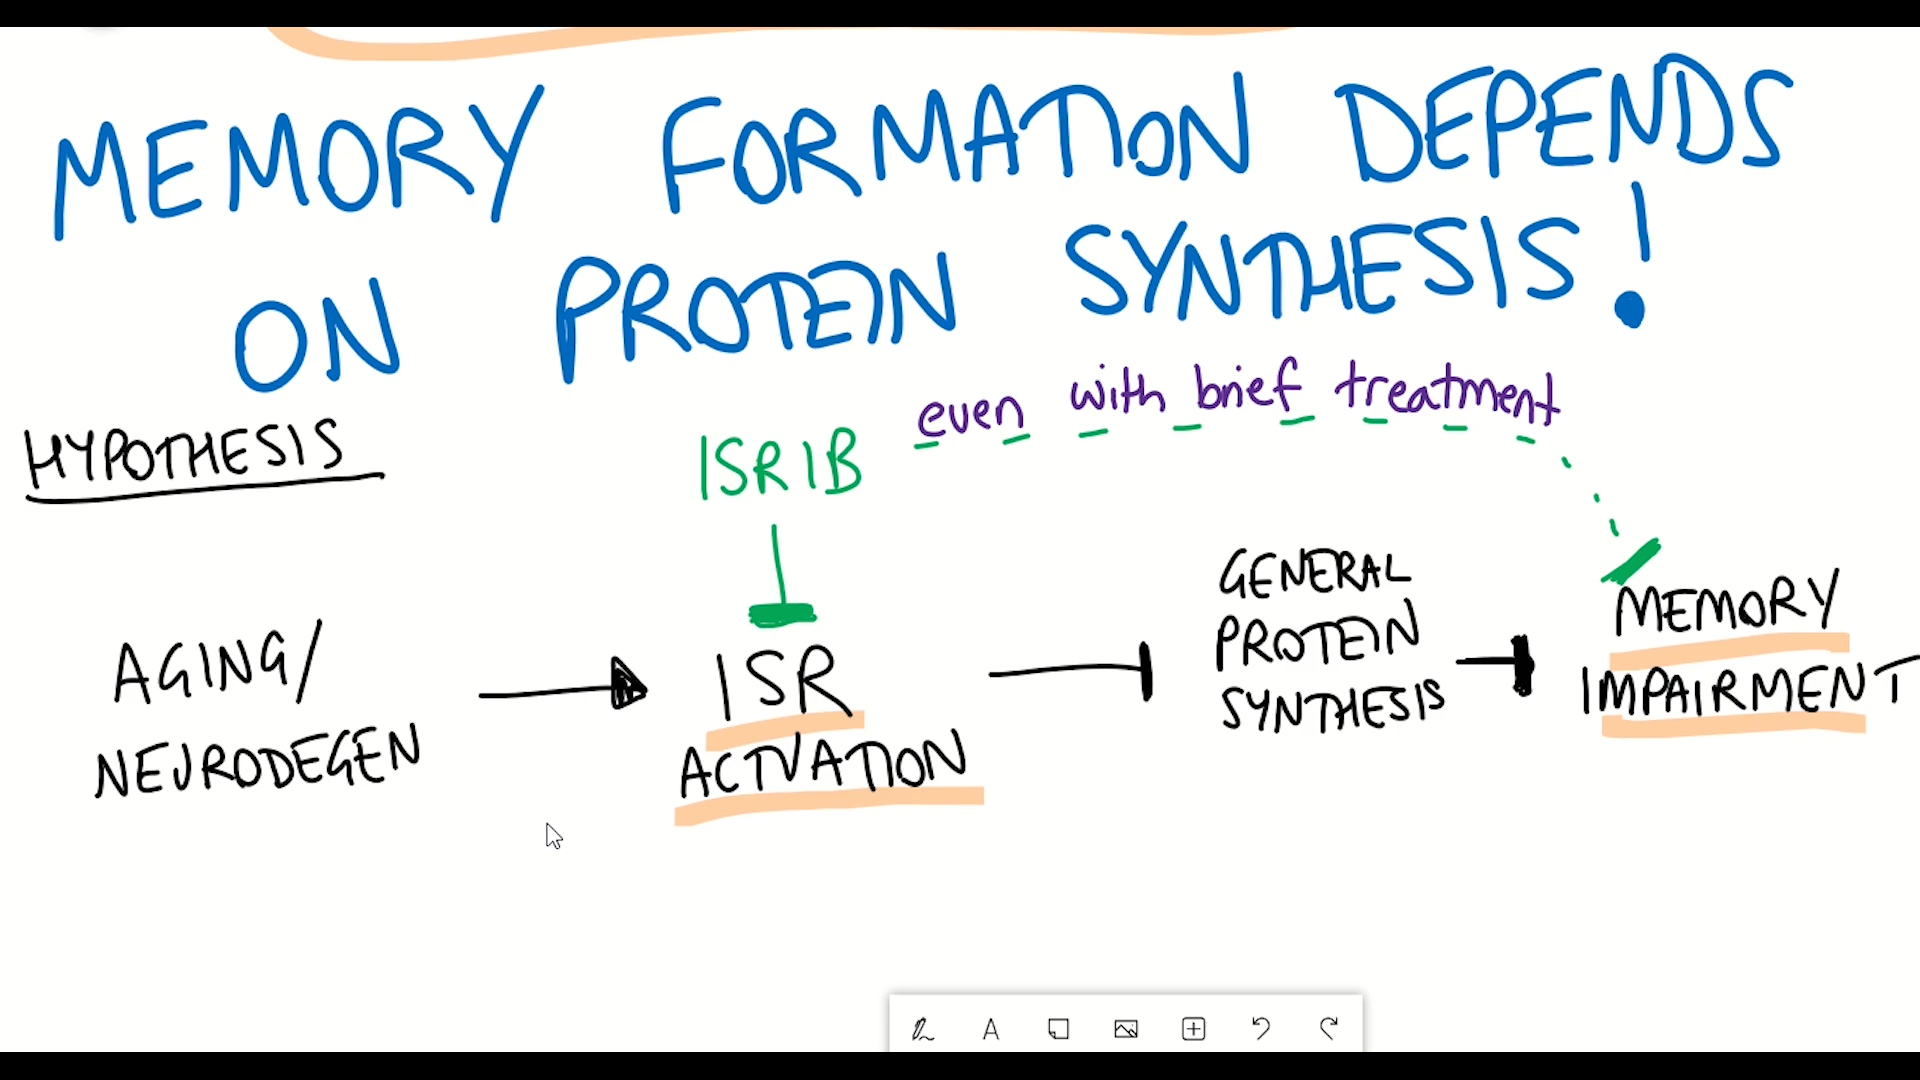 MEMORY FORMATION DEPENDS
ON PROTEIN SYNTHESIS!
even with brief treatment
HYPOTHESIS
ISRIB
AGING/
NEURODEGEN
ISR
ACTIVATION
GENERAL
PROTEIN
SYNTHESIS
MEMORY
IMPAIRMENT
A